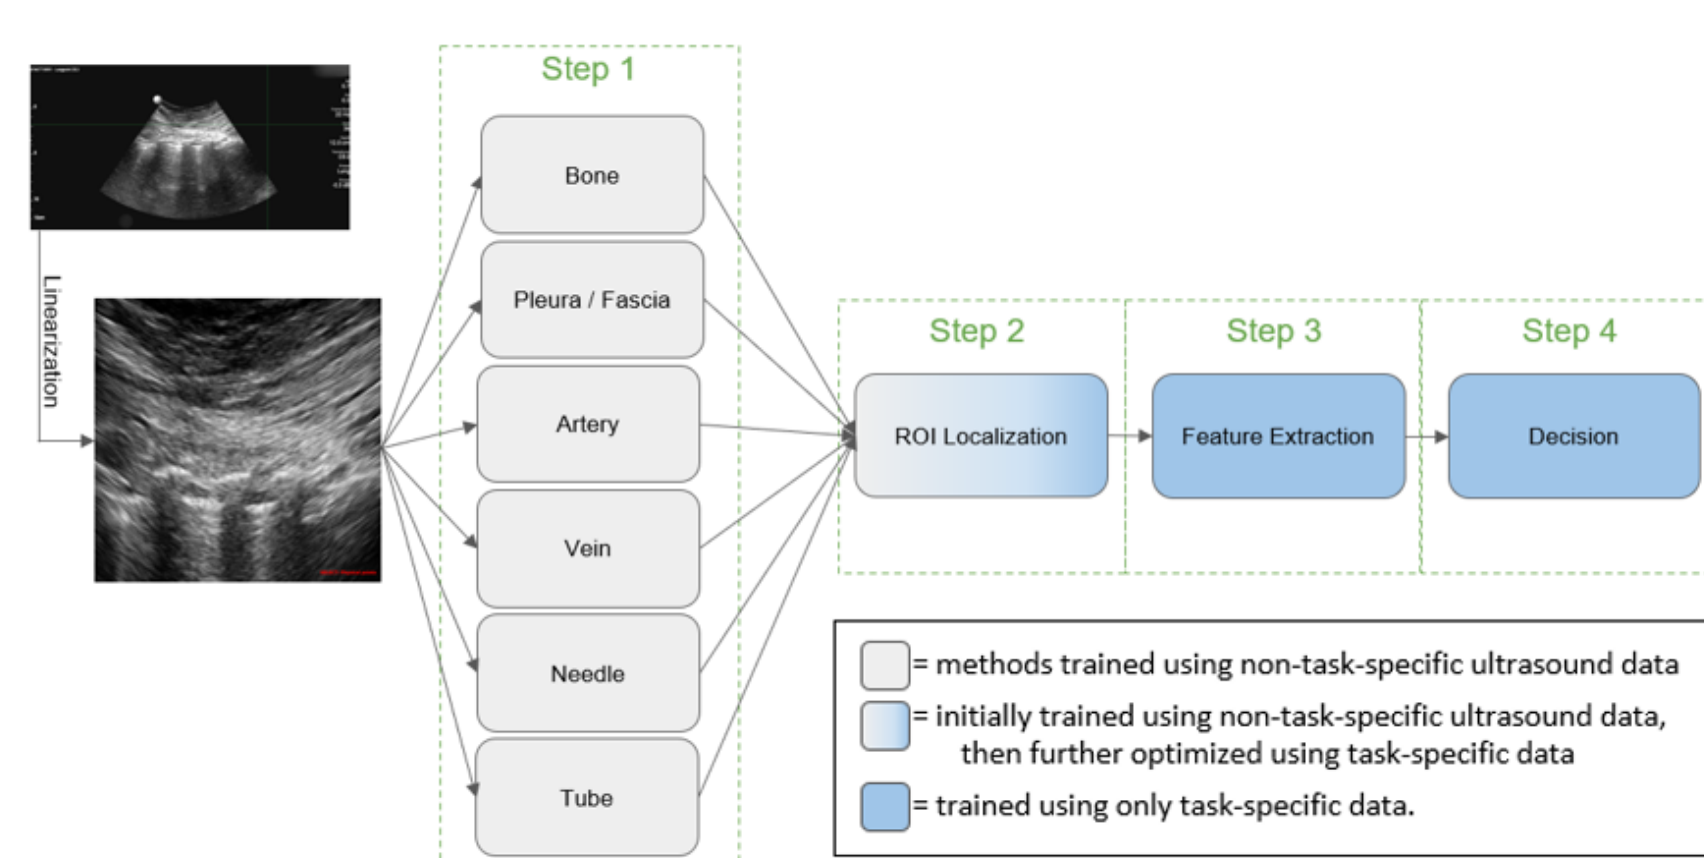 Step 1
Bone
Pleura / Fascia
Artery
Vein
Needle
Tube
Linearization
Step 2
ROI Localization
Step 3
Feature Extraction
Step 4
Decision
= methods trained using non-task-specific ultrasound data
= initially trained using non-task-specific ultrasound data,
then further optimized using task-specific data
= trained using only task-specific data.